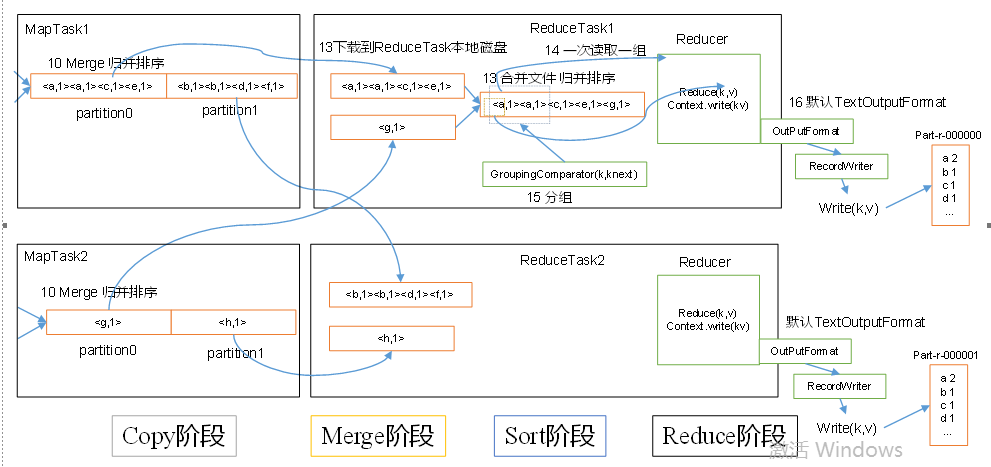 MapTask1
10 Merge 归并排序
<a,1><a,1><c,1><e,1>
<b,1><b,1><d,1><f,1>
partition0
partition1
ReduceTask1
13下载到ReduceTask本地磁盘
<a,1><a,1><c,1><e,1>
<g,1>
13 合并文件 归并排序
<a,1><a,1><c,1><e,1><g,1>
14 一次读取一组
GroupingComparator(k,knext)
15 分组
Reducer
Reduce(k,v)
Context.write(kv)
16 默认TextOutputFormat
OutPutFormat
RecordWriter
Write(k,v)
Part-r-000000
a 2
b 1
c 1
d 1
...
MapTask2
10 Merge 归并排序
<g,1>
<h,1>
partition0
partition1
ReduceTask2
<b,1><b,1><d,1><f,1>
<h,1>
Reducer
Reduce(k,v)
Context.write(kv)
默认TextOutputFormat
OutPutFormat
RecordWriter
Write(k,v)
Part-r-000001
a 2
b 1
c 1
d 1
...
Copy阶段
Merge阶段
Sort阶段
Reduce阶段
激活 Windows